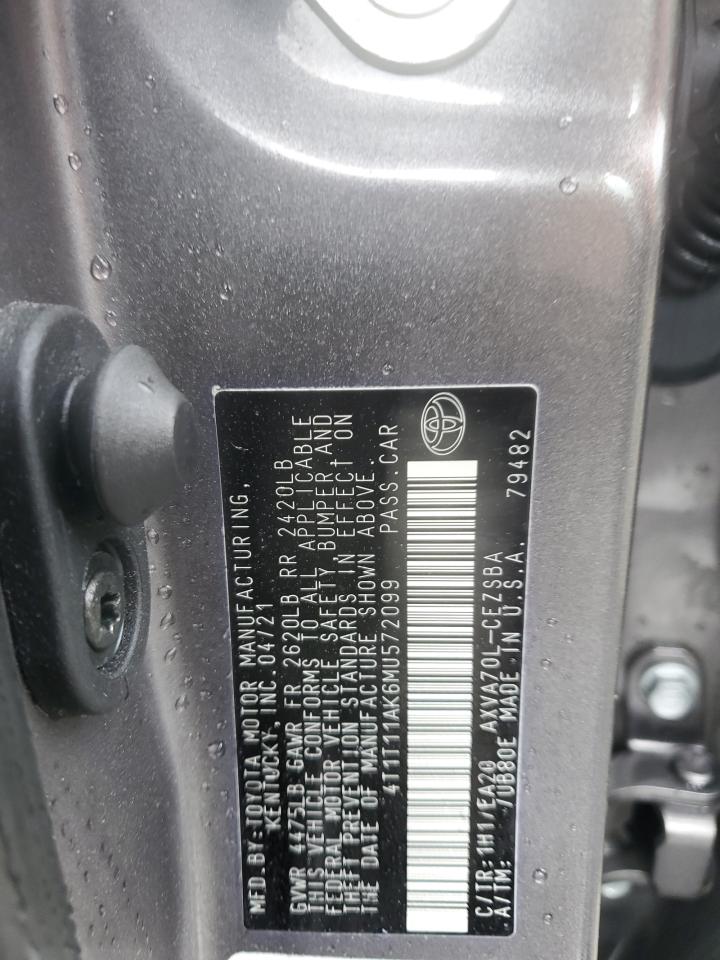 MFD.BY:TOYOTA MOTOR MANUFACTURING,
KENTUCKY, INC. 04/21
GVWR 4475LB GAWR FR 2620LB RR 2420LB
THIS VEHICLE CONFORMS TO ALL APPLICABLE
FEDERAL MOTOR VEHICLE SAFETY,BUMPER AND
THEFT PREVENTION STANDARDS IN EFFECT ON
THE DATE OF MANUFACTURE SHOWN ABOVE.
4T1T11AK6MU572099 PASS.CAR
C/TR:1H1/EA20 AXVA70L-CEZSBA
A/TM: /UB80E MADE IN U.S.A. 79482